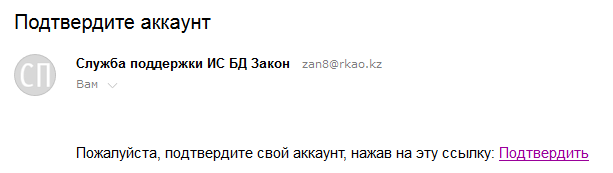 Подтвердите аккаунт
СП
Служба поддержки ИС БД Закон zan8@rkao.kz
Вам
Пожалуйста, подтвердите свой аккаунт, нажав на эту ссылку: Подтвердить